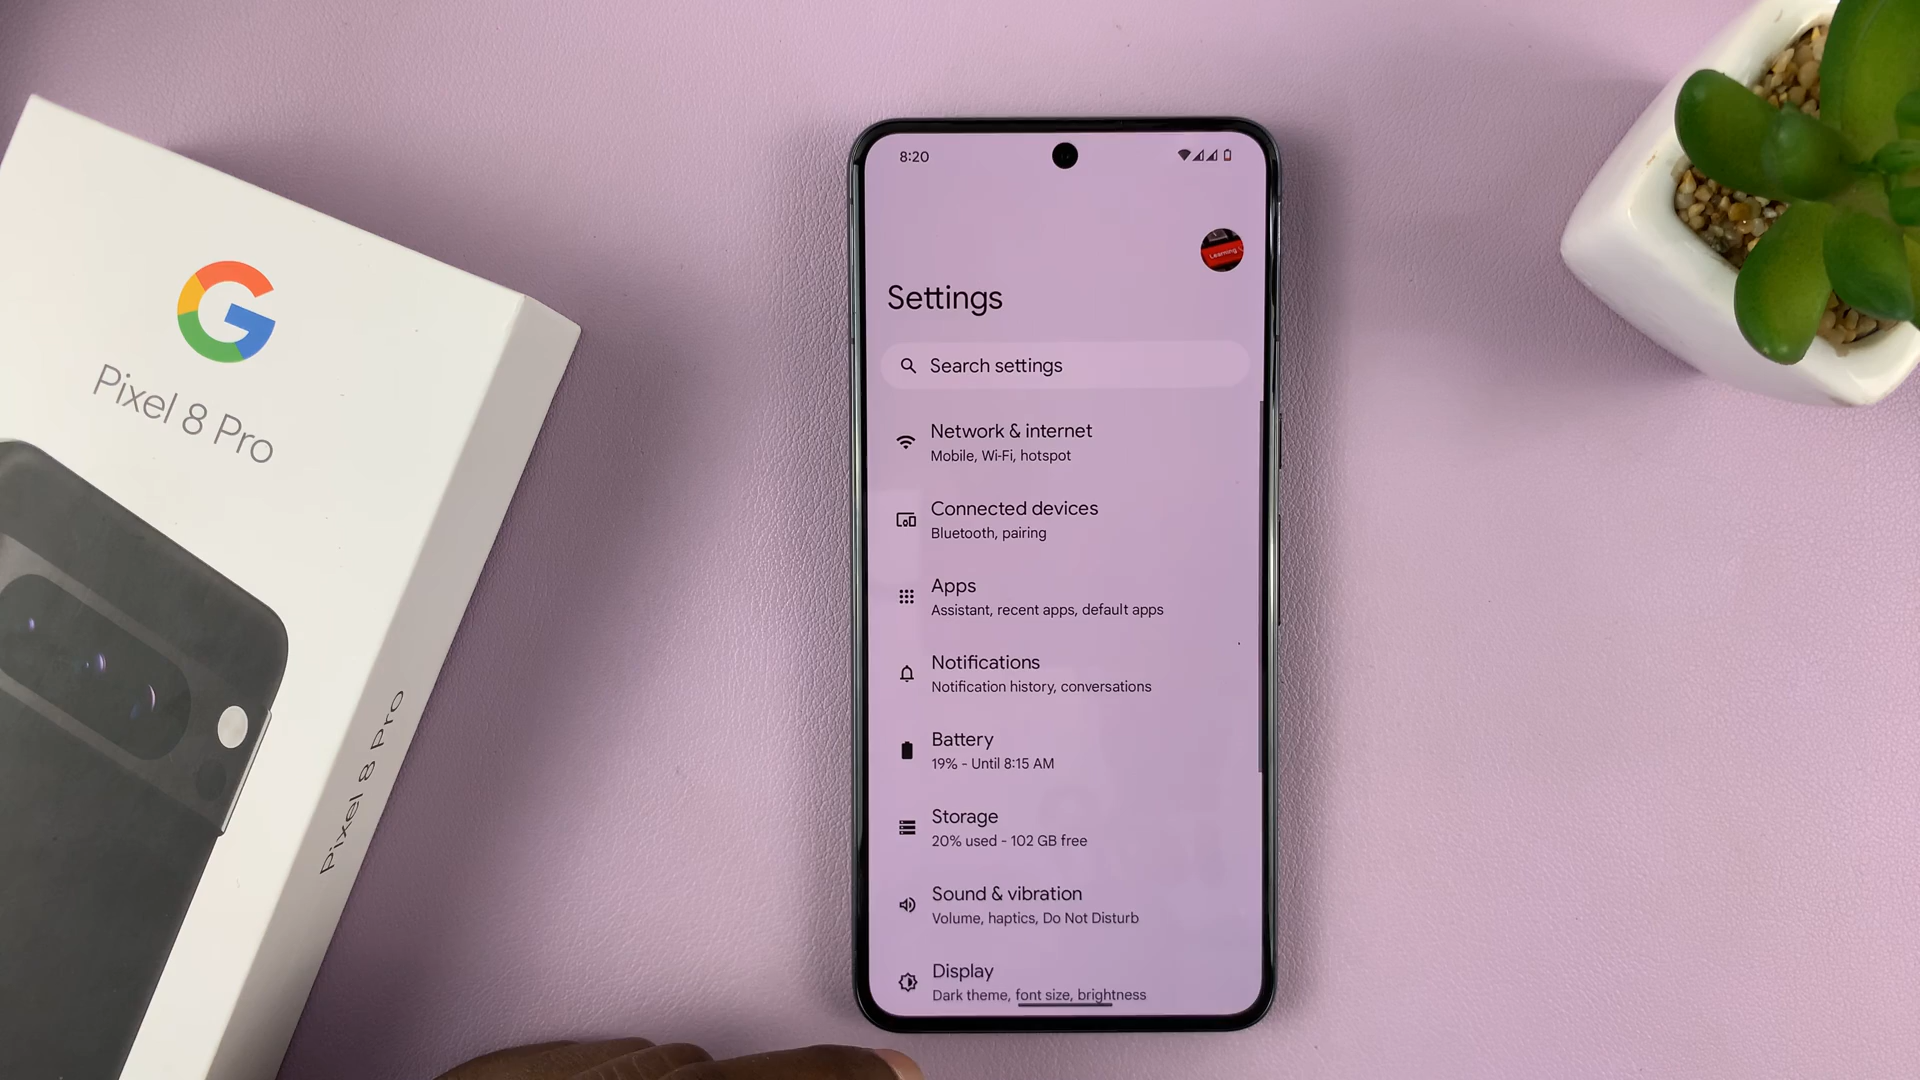 Pixel 8 Pro
Pixel 8 Pro
8:20
Learning
Settings
Search settings
Network & internet
Mobile, Wi-Fi, hotspot
Connected devices
Bluetooth, pairing
Apps
Assistant, recent apps, default apps
Notifications
Notification history, conversations
Battery
19% - Until 8:15 AM
Storage
20% used - 102 GB free
Sound & vibration
Volume, haptics, Do Not Disturb
Display
Dark theme, font size, brightness